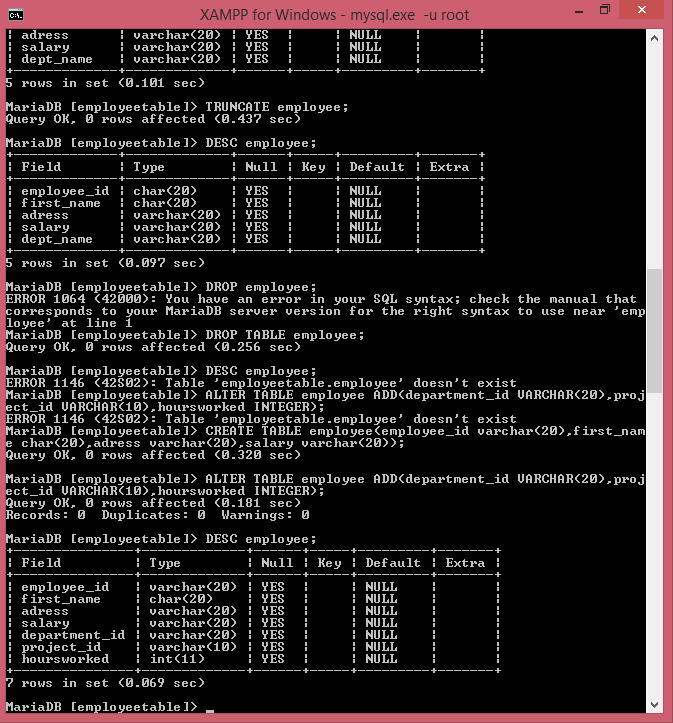 XAMPP for Windows - mysql.exe -u root
| adress | varchar(20) | YES | | NULL | |
| salary | varchar(20) | YES | | NULL | |
| dept_name | varchar(20) | YES | | NULL | |
+-------------+-------------+------+-----+---------+-------+
5 rows in set (0.101 sec)
MariaDB [employeetable]> TRUNCATE employee;
Query OK, 0 rows affected (0.437 sec)
MariaDB [employeetable]> DESC employee;
+-------------+-------------+------+-----+---------+-------+
| Field | Type | Null | Key | Default | Extra |
+-------------+-------------+------+-----+---------+-------+
| employee_id | char(20) | YES | | NULL | |
| first_name | char(20) | YES | | NULL | |
| adress | varchar(20) | YES | | NULL | |
| salary | varchar(20) | YES | | NULL | |
| dept_name | varchar(20) | YES | | NULL | |
+-------------+-------------+------+-----+---------+-------+
5 rows in set (0.097 sec)
MariaDB [employeetable]> DROP employee;
ERROR 1064 (42000): You have an error in your SQL syntax; check the manual that
corresponds to your MariaDB server version for the right syntax to use near 'emp
loyee' at line 1
MariaDB [employeetable]> DROP TABLE employee;
Query OK, 0 rows affected (0.256 sec)
MariaDB [employeetable]> DESC employee;
ERROR 1146 (42S02): Table 'employeetable.employee' doesn't exist
MariaDB [employeetable]> ALTER TABLE employee ADD(department_id VARCHAR(20),proj
ect_id VARCHAR(10),hoursworked INTEGER);
ERROR 1146 (42S02): Table 'employeetable.employee' doesn't exist
MariaDB [employeetable]> CREATE TABLE employee(employee_id varchar(20),first_nam
e char(20),adress varchar(20),salary varchar(20));
Query OK, 0 rows affected (0.320 sec)
MariaDB [employeetable]> ALTER TABLE employee ADD(department_id VARCHAR(20),proj
ect_id VARCHAR(10),hoursworked INTEGER);
Query OK, 0 rows affected (0.181 sec)
Records: 0 Duplicates: 0 Warnings: 0
MariaDB [employeetable]> DESC employee;
+---------------+-------------+------+-----+---------+-------+
| Field | Type | Null | Key | Default | Extra |
+---------------+-------------+------+-----+---------+-------+
| employee_id | varchar(20) | YES | | NULL | |
| first_name | char(20) | YES | | NULL | |
| adress | varchar(20) | YES | | NULL | |
| salary | varchar(20) | YES | | NULL | |
| department_id | varchar(20) | YES | | NULL | |
| project_id | varchar(10) | YES | | NULL | |
| hoursworked | int(11) | YES | | NULL | |
+---------------+-------------+------+-----+---------+-------+
7 rows in set (0.069 sec)
MariaDB [employeetable]> _